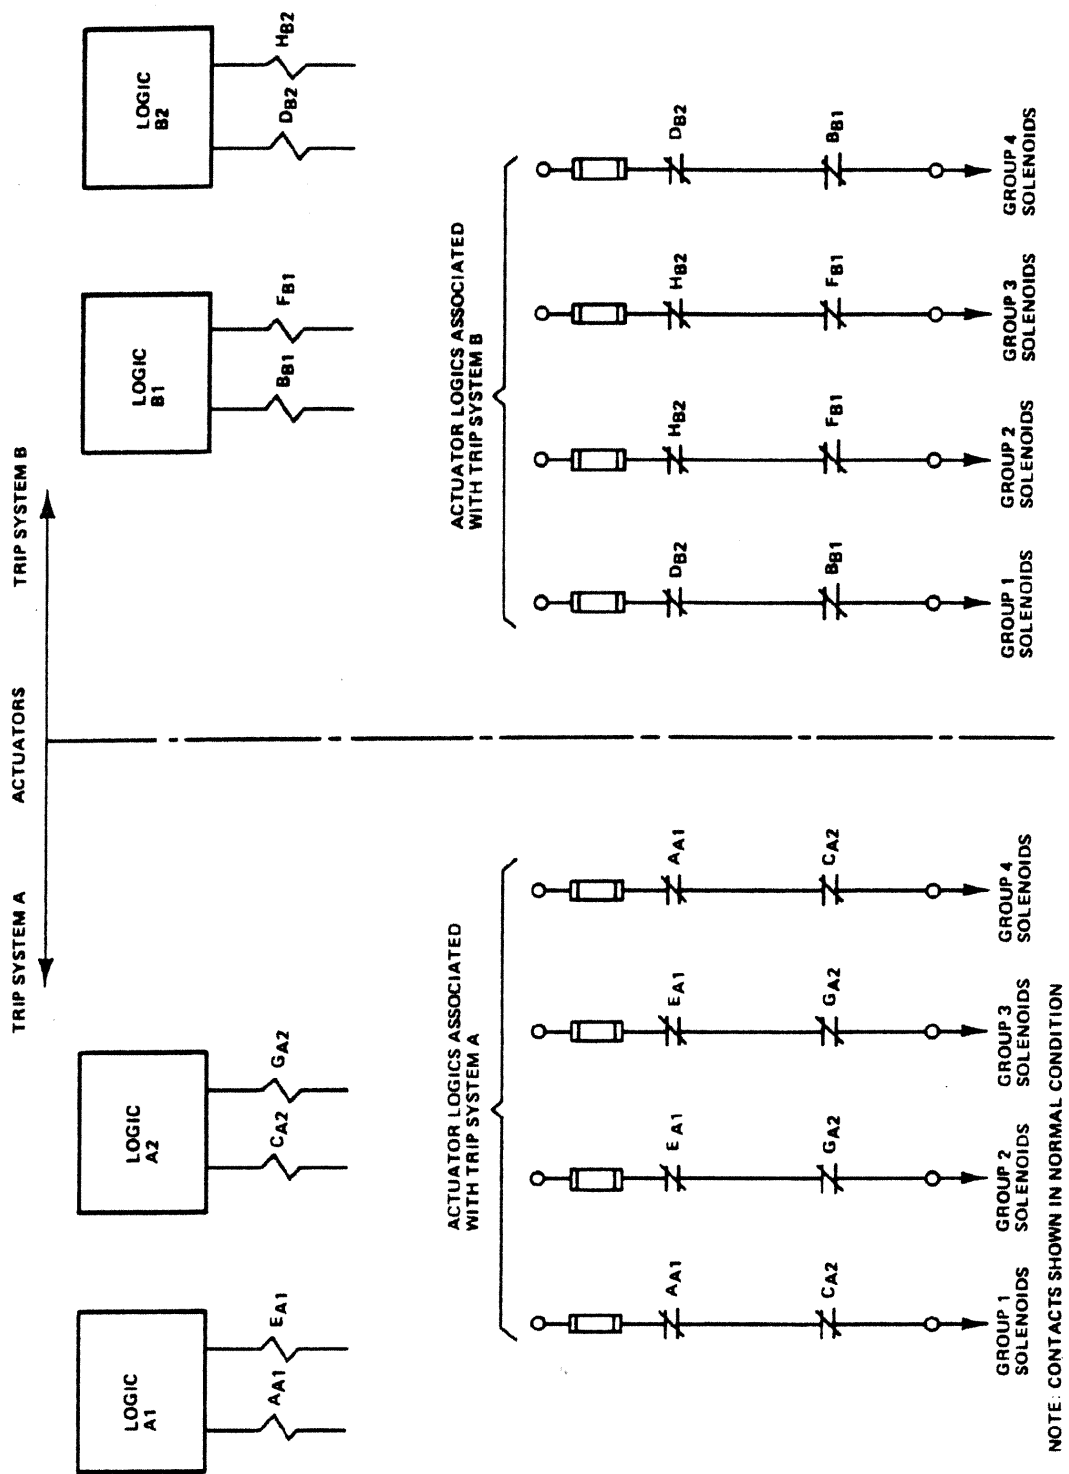 TRIP SYSTEM A
ACTUATORS
TRIP SYSTEM B
LOGIC
A1
LOGIC
A2
LOGIC
B1
LOGIC
B2
AA1
EA1
CA2
GA2
BB1
FB1
DB2
HB2
ACTUATOR LOGICS ASSOCIATED
WITH TRIP SYSTEM A
ACTUATOR LOGICS ASSOCIATED
WITH TRIP SYSTEM B
AA1
EA1
EA1
AA1
DB2
HB2
HB2
DB2
CA2
GA2
GA2
CA2
BB1
FB1
FB1
BB1
GROUP 1
SOLENOIDS
GROUP 2
SOLENOIDS
GROUP 3
SOLENOIDS
GROUP 4
SOLENOIDS
GROUP 1
SOLENOIDS
GROUP 2
SOLENOIDS
GROUP 3
SOLENOIDS
GROUP 4
SOLENOIDS
NOTE: CONTACTS SHOWN IN NORMAL CONDITION